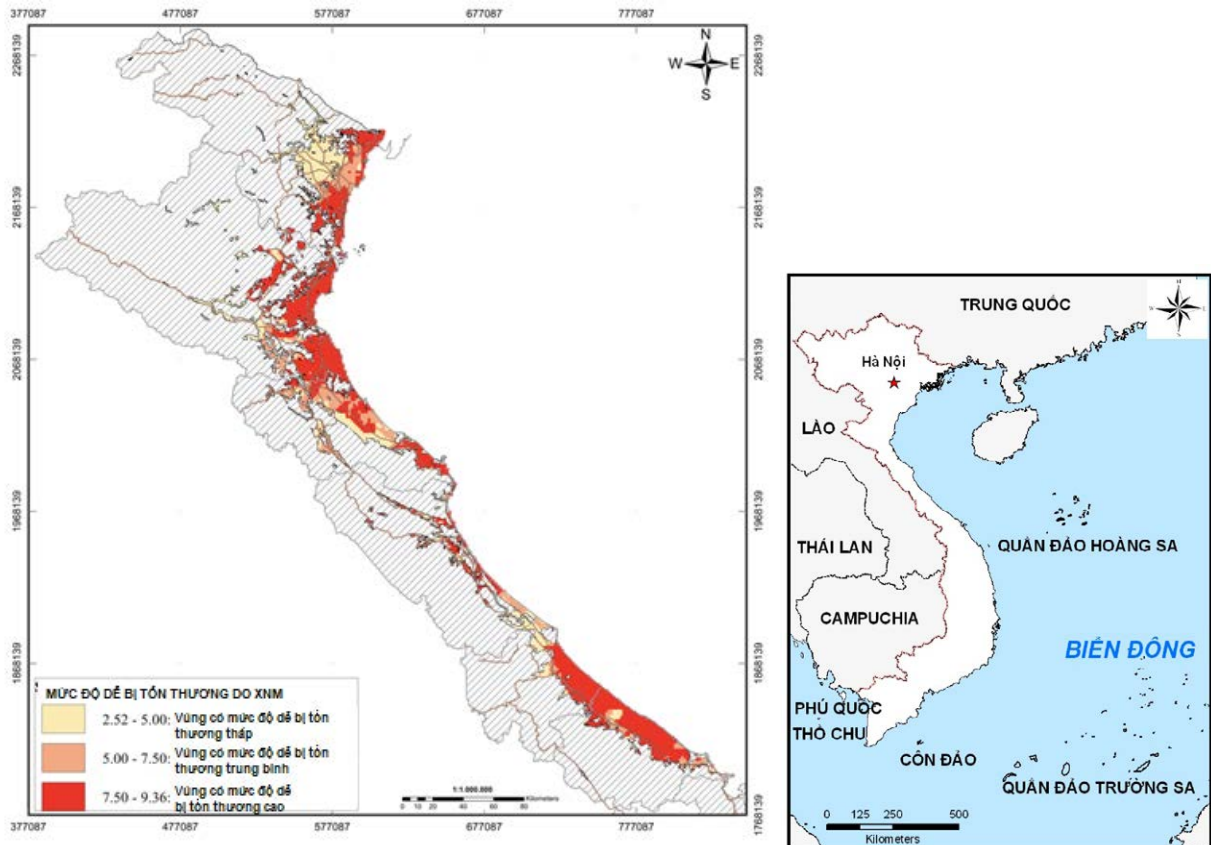 377087 477087 577087 677087 777087
2268139
2168139
2068139
1968139
1868139
1768139
N
W E
S
2268139
2168139
2068139
1968139
1868139
MỨC ĐỘ DỄ BỊ TỔN THƯƠNG DO XNM
2.52 - 5.00: Vùng có mức độ dễ bị tổn
thương thấp
5.00 - 7.50: Vùng có mức độ dễ bị tổn
thương trung bình
7.50 - 9.36: Vùng có mức độ dễ
bị tổn thương cao
1:1.000.000
0 10 20 40 60 80
Kilometers
377087 477087 577087 677087 777087
N
W E
S
TRUNG QUỐC
Hà Nội
LÀO
THÁI LAN
QUẦN ĐẢO HOÀNG SA
CAMPUCHIA
BIỂN ĐÔNG
PHÚ QUỐC
THỔ CHU
CÔN ĐẢO
QUẦN ĐẢO TRƯỜNG SA
0 125 250 500
Kilometers